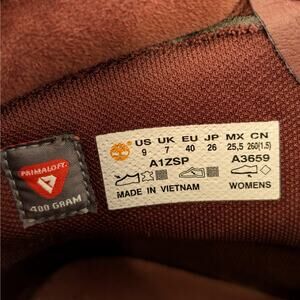 PRIMALOFT
400 GRAM
US UK EU JP MX CN
9 7 40 26 25,5 260(1.5)
A1ZSP A3659
MADE IN VIETNAM WOMENS